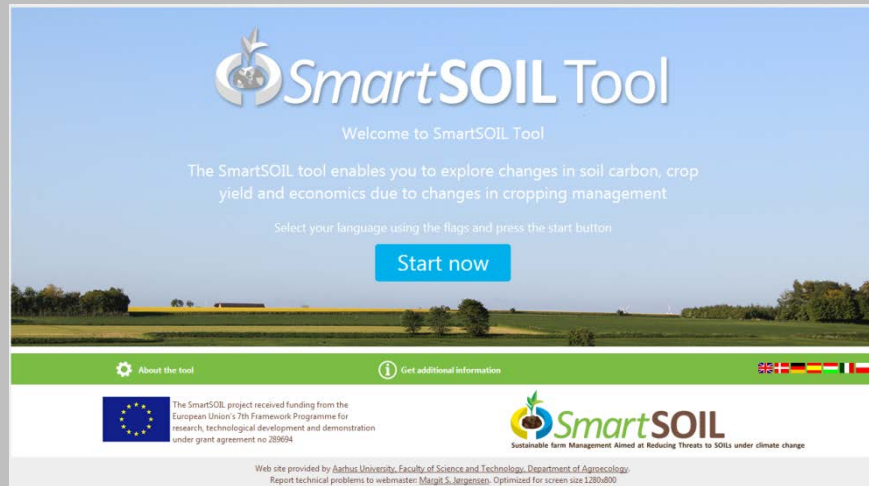 SmartSOIL Tool
Welcome to SmartSOIL Tool
The SmartSOIL tool enables you to explore changes in soil carbon, crop
yield and economics due to changes in cropping management
Select your language using the flags and press the start button
Start now
About the tool
Get additional information
The SmartSOIL project received funding from the
European Union's 7th Framework Programme for
research, technological development and demonstration
under grant agreement no 289694
SmartSOIL
Sustainable farm Management Aimed at Reducing Threats to SOILs under climate change
Web site provided by Aarhus University, Faculty of Science and Technology, Department of Agroecology.
Report technical problems to webmaster: Margit S. Jørgensen. Optimized for screen size 1280x800